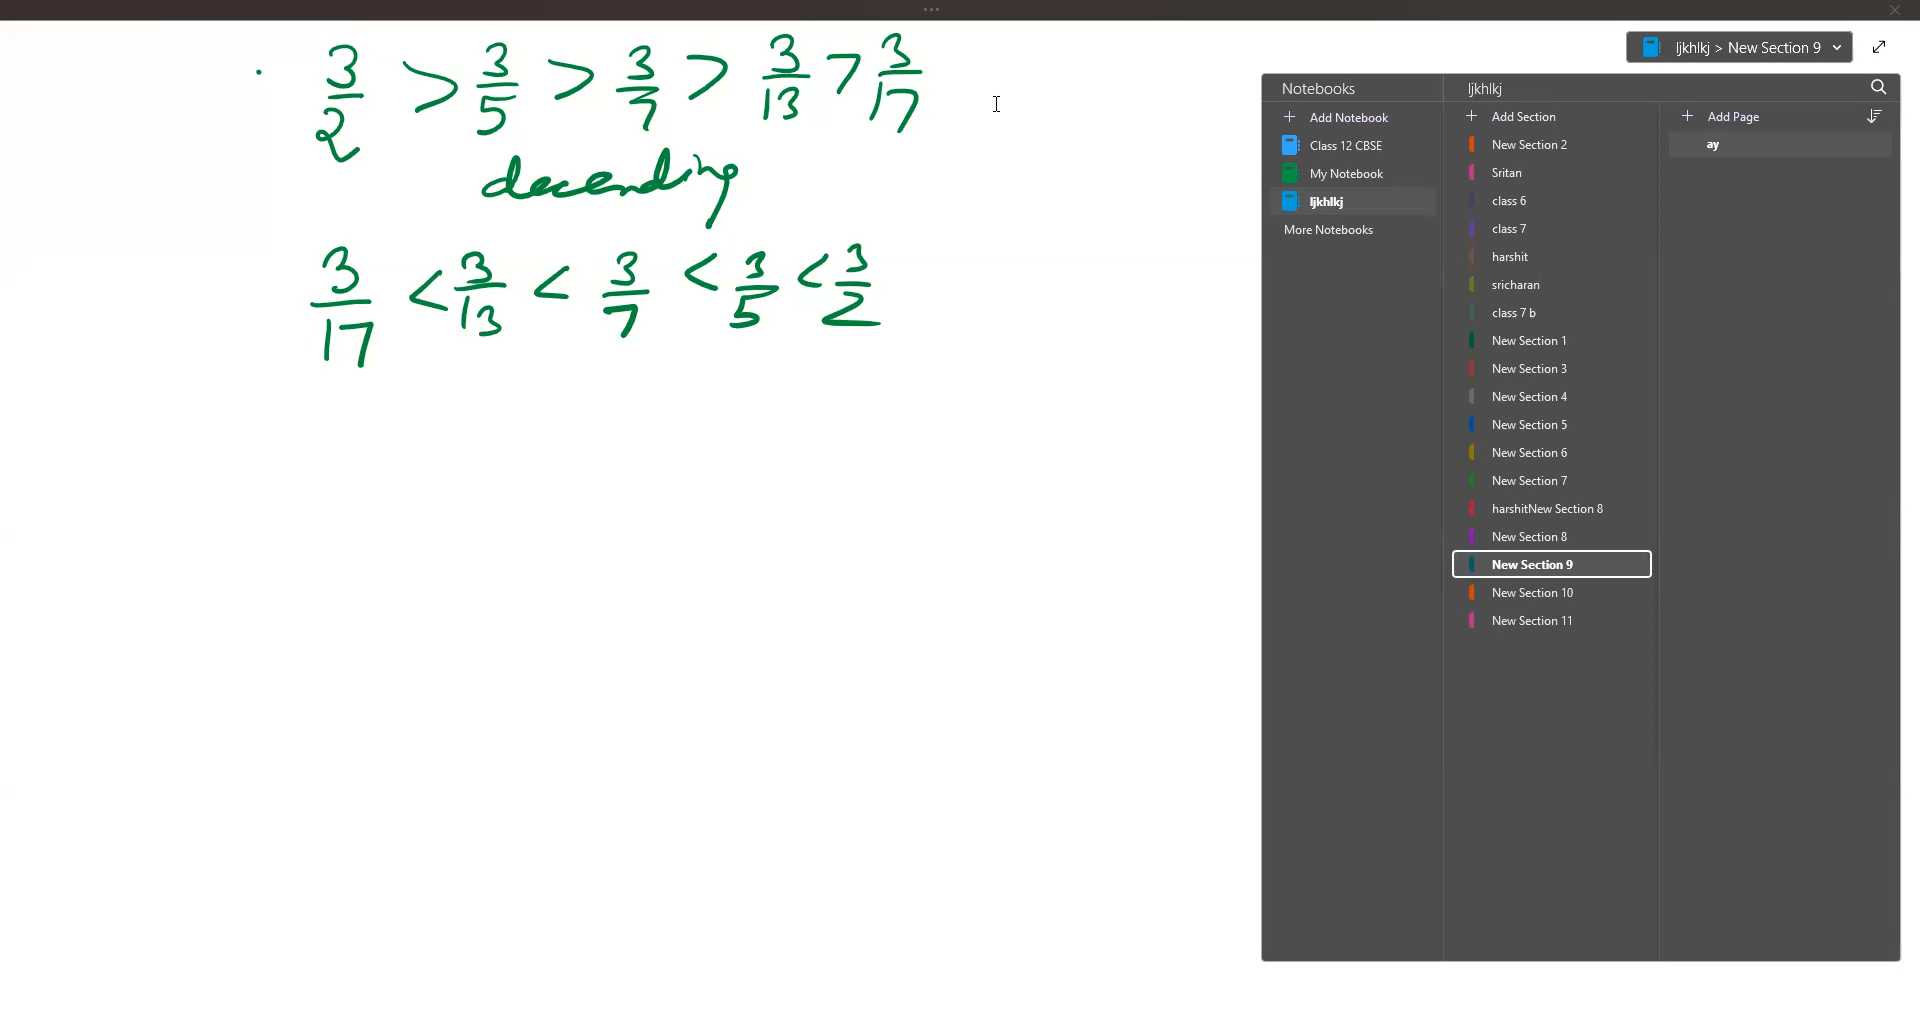 ...
ljkhlkj > New Section 9
3/2 > 3/5 > 3/7 > 3/13 > 3/17
decending
3/17 < 3/13 < 3/7 < 3/5 < 3/2
Notebooks
Add Notebook
Class 12 CBSE
My Notebook
ljkhlkj
More Notebooks
ljkhlkj
Add Section
New Section 2
Sritan
class 6
class 7
harshit
sricharan
class 7 b
New Section 1
New Section 3
New Section 4
New Section 5
New Section 6
New Section 7
harshitNew Section 8
New Section 8
New Section 9
New Section 10
New Section 11
Add Page
ay